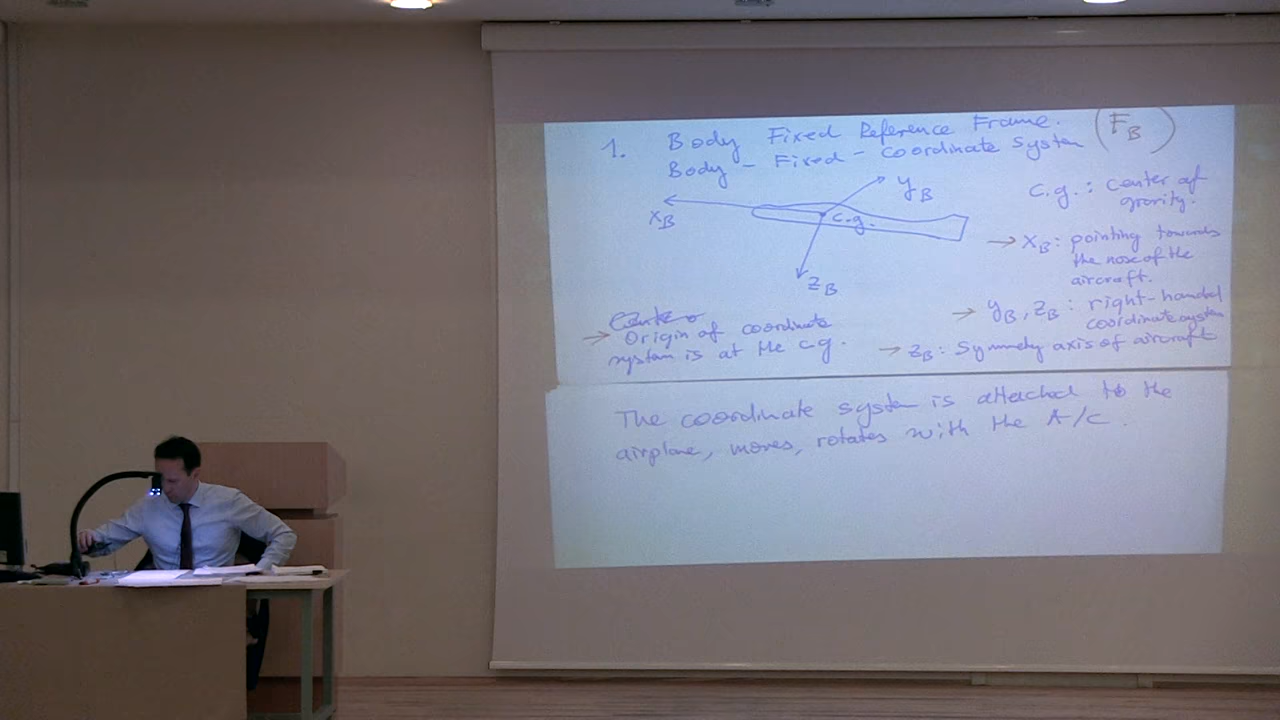 1. Body Fixed Reference Frame. (F_B)
Body - Fixed - coordinate system
y_B
x_B
c.g.
z_B
c.g.: center of
gravity.
→ x_B: pointing towards
the nose of the
aircraft.
→ y_B, z_B: right-handed
coordinate system
→ z_B: Symmetry axis of aircraft
Center
→ Origin of coordinate
system is at the c.g.
The coordinate system is attached to the
airplane, moves, rotates with the A/C.